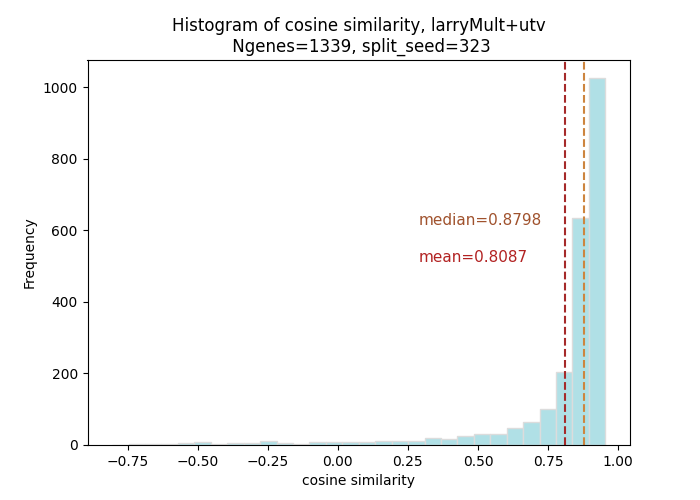 Histogram of cosine similarity, larryMult+utv
Ngenes=1339, split_seed=323
1000
800
600
400
200
0
Frequency
median=0.8798
mean=0.8087
−0.75 −0.50 −0.25 0.00 0.25 0.50 0.75 1.00
cosine similarity